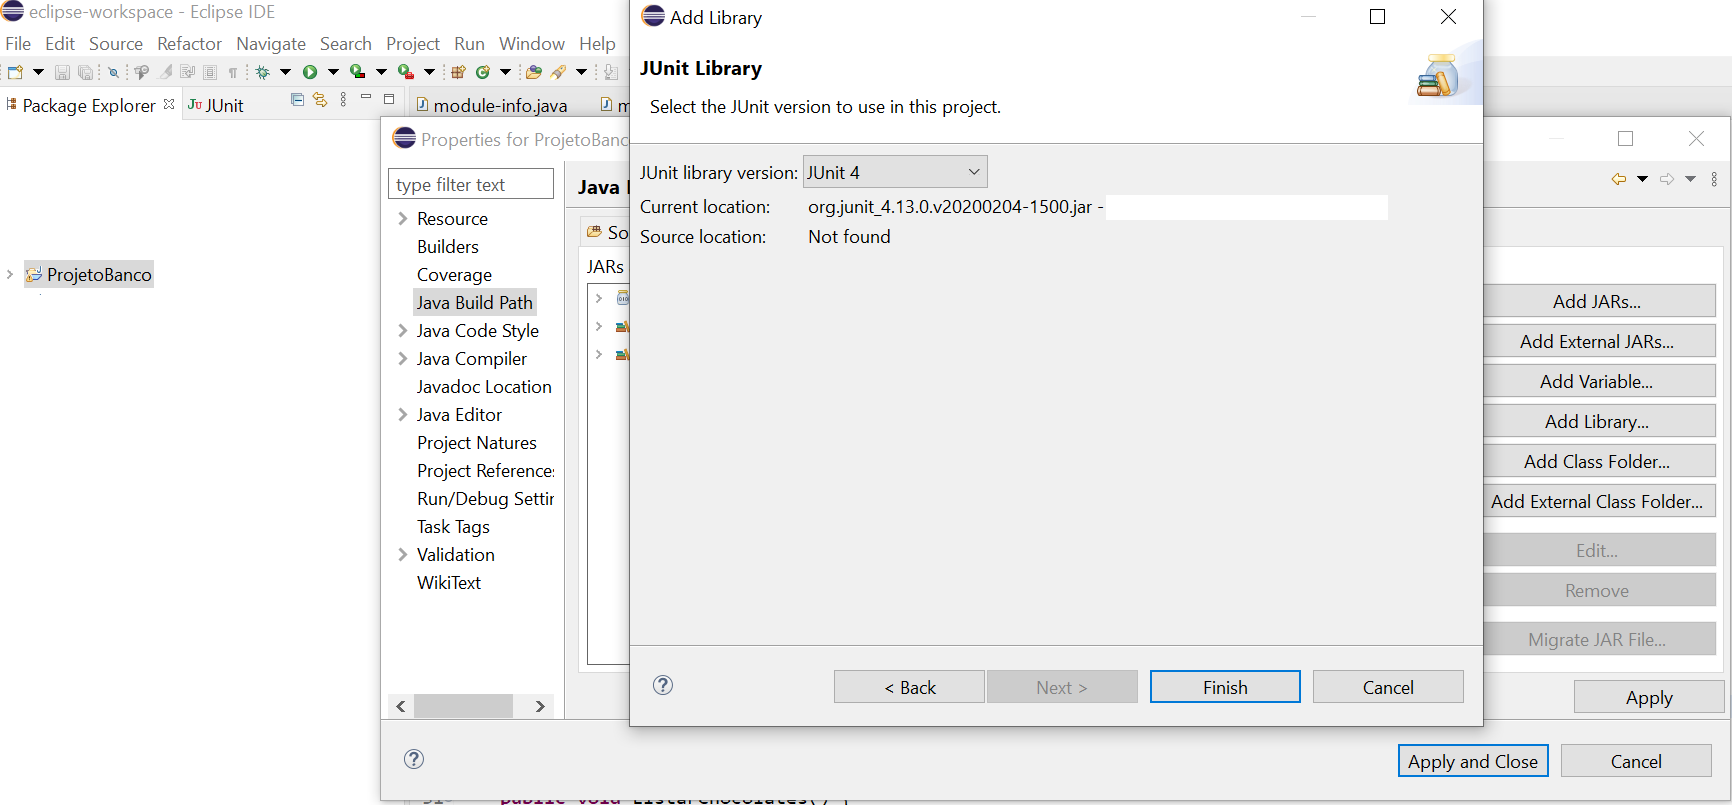 eclipse-workspace - Eclipse IDE
File Edit Source Refactor Navigate Search Project Run Window Help
Package Explorer
JUnit
module-info.java
ProjetoBanco
Properties for ProjetoBanc
type filter text
Resource
Builders
Coverage
Java Build Path
Java Code Style
Java Compiler
Javadoc Location
Java Editor
Project Natures
Project References
Run/Debug Settin
Task Tags
Validation
WikiText
Java
So
JARs
Add Library
JUnit Library
Select the JUnit version to use in this project.
JUnit library version: JUnit 4
Current location: org.junit_4.13.0.v20200204-1500.jar -
Source location: Not found
< Back Next > Finish Cancel
Add JARs...
Add External JARs...
Add Variable...
Add Library...
Add Class Folder...
Add External Class Folder...
Edit...
Remove
Migrate JAR File...
Apply
Apply and Close Cancel
public void ListarChocolates() {